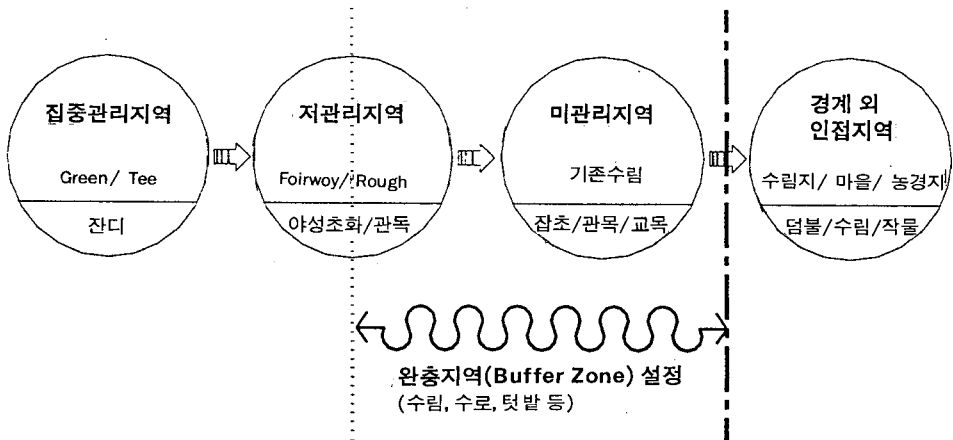 집중관리지역
Green/ Tee
잔디
저관리지역
Foirwoy/ Rough
야성초화/관독
미관리지역
기존수림
잡초/관목/교목
경계 외
인접지역
수림지/ 마을/ 농경지
덤불/수림/작물
완충지역(Buffer Zone) 설정
(수림, 수로, 텃밭 등)